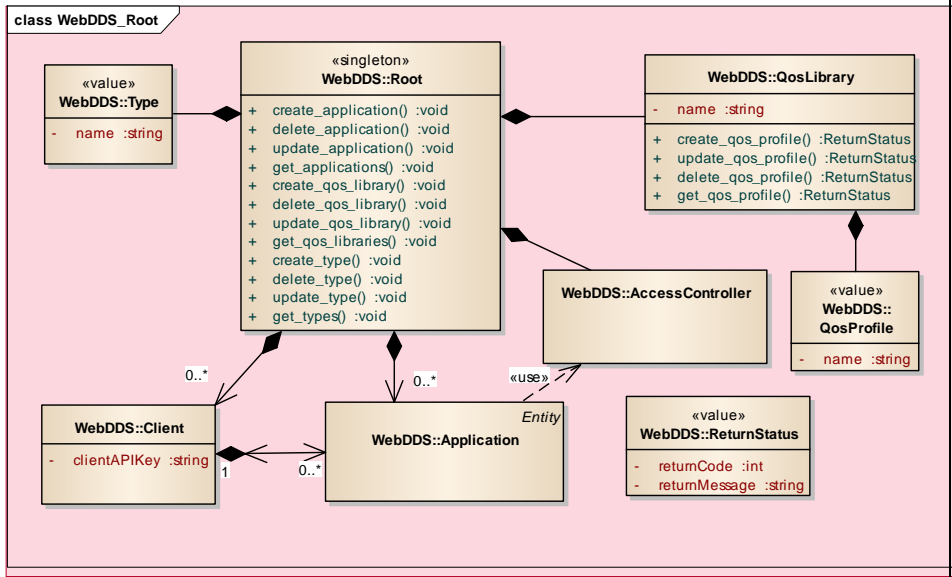 class WebDDS_Root
«value»
WebDDS::Type
- name :string
«singleton»
WebDDS::Root
+ create_application() :void
+ delete_application() :void
+ update_application() :void
+ get_applications() :void
+ create_qos_library() :void
+ delete_qos_library() :void
+ update_qos_library() :void
+ get_qos_libraries() :void
+ create_type() :void
+ delete_type() :void
+ update_type() :void
+ get_types() :void
WebDDS::QosLibrary
- name :string
+ create_qos_profile() :ReturnStatus
+ update_qos_profile() :ReturnStatus
+ delete_qos_profile() :ReturnStatus
+ get_qos_profile() :ReturnStatus
WebDDS::AccessController
«value»
WebDDS::
QosProfile
- name :string
0..*
0..*
«use»
WebDDS::Client
- clientAPIKey :string
1
0..*
Entity
WebDDS::Application
«value»
WebDDS::ReturnStatus
- returnCode :int
- returnMessage :string